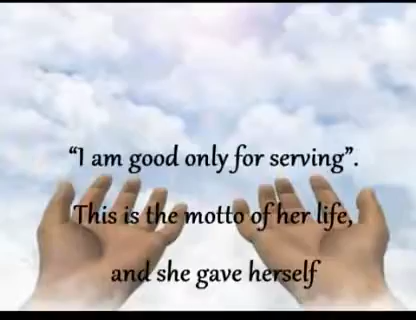 “I am good only for serving”.
This is the motto of her life,
and she gave herself